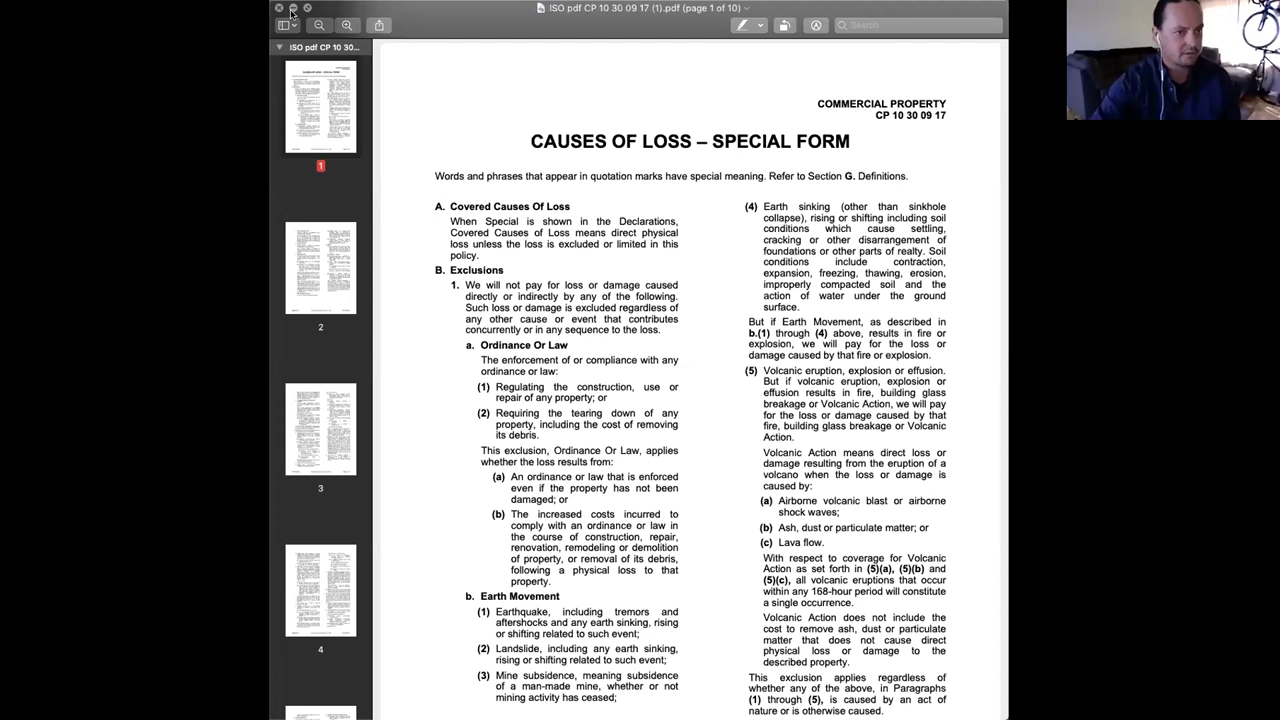 ISO pdf CP 10 30 09 17 (1).pdf (page 1 of 10)
Search
ISO pdf CP 10 30...
1
2
3
4
COMMERCIAL PROPERTY
CP 10 30 09 17
CAUSES OF LOSS – SPECIAL FORM
Words and phrases that appear in quotation marks have special meaning. Refer to Section G. Definitions.
A. Covered Causes Of Loss
When Special is shown in the Declarations,
Covered Causes of Loss means direct physical
loss unless the loss is excluded or limited in this
policy.
B. Exclusions
1. We will not pay for loss or damage caused
directly or indirectly by any of the following.
Such loss or damage is excluded regardless of
any other cause or event that contributes
concurrently or in any sequence to the loss.
a. Ordinance Or Law
The enforcement of or compliance with any
ordinance or law:
(1) Regulating the construction, use or
repair of any property; or
(2) Requiring the tearing down of any
property, including the cost of removing
its debris.
This exclusion, Ordinance Or Law, applies
whether the loss results from:
(a) An ordinance or law that is enforced
even if the property has not been
damaged; or
(b) The increased costs incurred to
comply with an ordinance or law in
the course of construction, repair,
renovation, remodeling or demolition
of property, or removal of its debris,
following a physical loss to that
property.
b. Earth Movement
(1) Earthquake, including tremors and
aftershocks and any earth sinking, rising
or shifting related to such event;
(2) Landslide, including any earth sinking,
rising or shifting related to such event;
(3) Mine subsidence, meaning subsidence
of a man-made mine, whether or not
mining activity has ceased;
(4) Earth sinking (other than sinkhole
collapse), rising or shifting including soil
conditions which cause settling,
cracking or other disarrangement of
foundations or other parts of realty. Soil
conditions include contraction,
expansion, freezing, thawing, erosion,
improperly compacted soil and the
action of water under the ground
surface.
But if Earth Movement, as described in
b.(1) through (4) above, results in fire or
explosion, we will pay for the loss or
damage caused by that fire or explosion.
(5) Volcanic eruption, explosion or effusion.
But if volcanic eruption, explosion or
effusion results in fire, building glass
breakage or Volcanic Action, we will pay
for the loss or damage caused by that
fire, building glass breakage or Volcanic
Action.
Volcanic Action means direct loss or
damage resulting from the eruption of a
volcano when the loss or damage is
caused by:
(a) Airborne volcanic blast or airborne
shock waves;
(b) Ash, dust or particulate matter; or
(c) Lava flow.
With respect to coverage for Volcanic
Action as set forth in (5)(a), (5)(b) and
(5)(c), all volcanic eruptions that occur
within any 168-hour period will constitute
a single occurrence.
Volcanic Action does not include the
cost to remove ash, dust or particulate
matter that does not cause direct
physical loss or damage to the
described property.
This exclusion applies regardless of
whether any of the above, in Paragraphs
(1) through (5), is caused by an act of
nature or is otherwise caused.